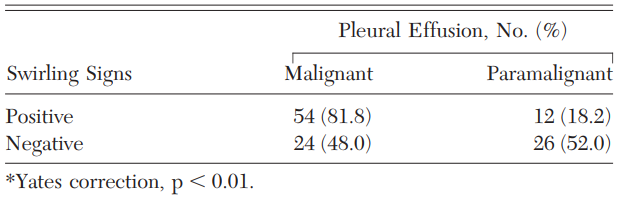 Pleural Effusion, No. (%)
Swirling Signs Malignant Paramalignant
Positive 54 (81.8) 12 (18.2)
Negative 24 (48.0) 26 (52.0)
*Yates correction, p < 0.01.